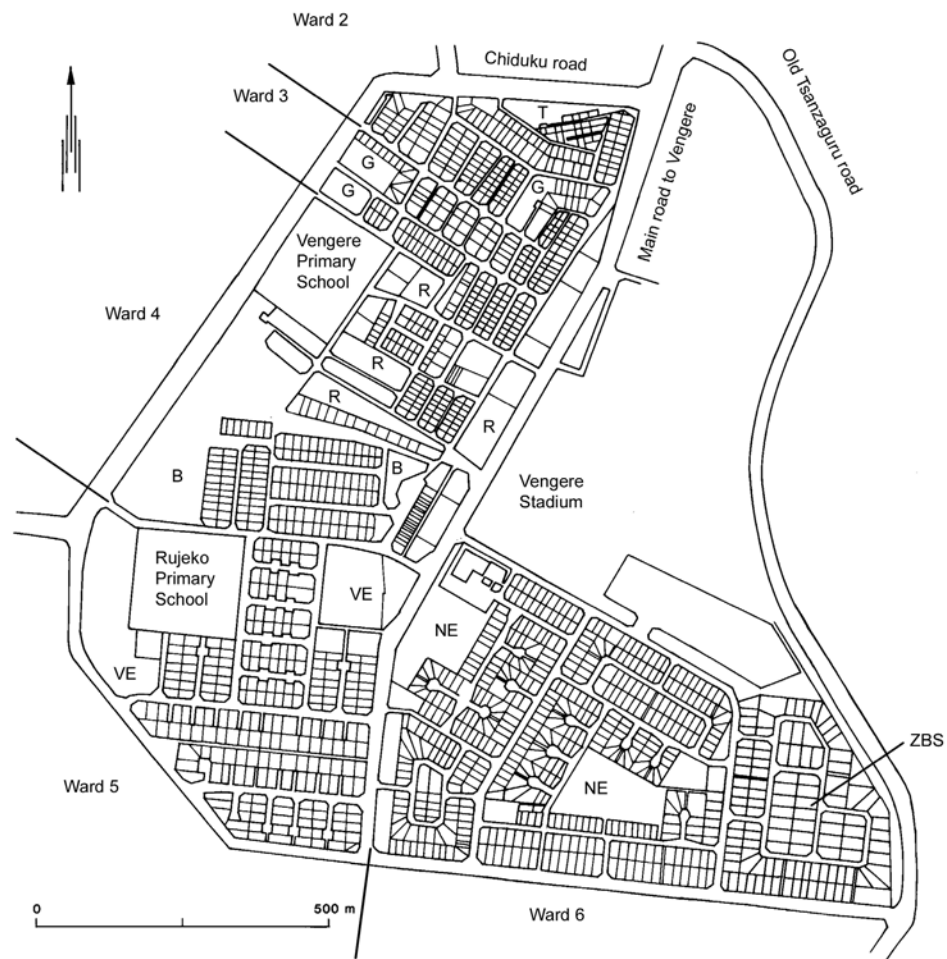 Ward 2
Chiduku road
Old Tsanzaguru road
Ward 3
T
Main road to Vengere
G
G
G
Vengere
Primary
School
R
Ward 4
R
R
R
B
B
Vengere
Stadium
Rujeko
Primary
School
VE
NE
VE
ZBS
Ward 5
NE
0
500 m
Ward 6